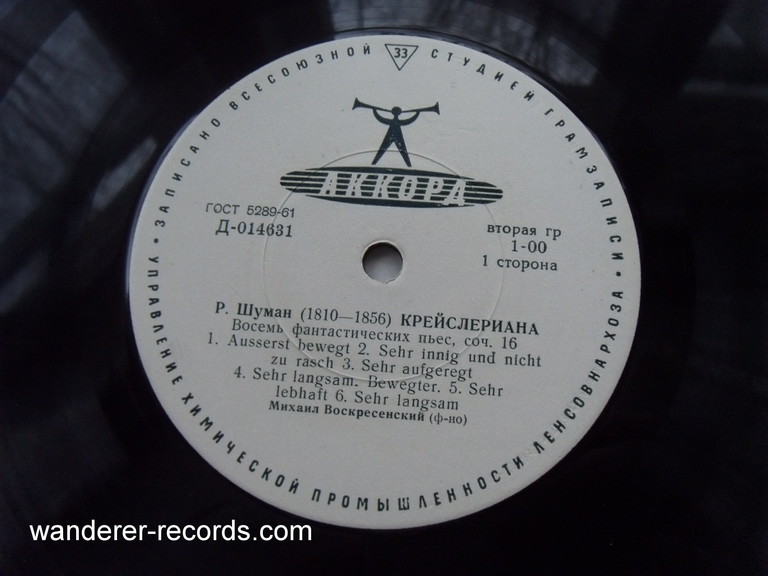 ЗАПИСАНО ВСЕСОЮЗНОЙ 33 СТУДИЕЙ ГРАМЗАПИСИ
АККОРД
ГОСТ 5289-61
Д-014631
вторая гр
1-00
1 сторона
Р. Шуман (1810—1856) КРЕЙСЛЕРИАНА
Восемь фантастических пьес, соч. 16
1. Ausserst bewegt 2. Sehr innig und nicht
zu rasch 3. Sehr aufgeregt
4. Sehr langsam. Bewegter. 5. Sehr
lebhaft 6. Sehr langsam
Михаил Воскресенский (ф-но)
• УПРАВЛЕНИЕ ХИМИЧЕСКОЙ ПРОМЫШЛЕННОСТИ ЛЕНСОВНАРХОЗА •
wanderer-records.com